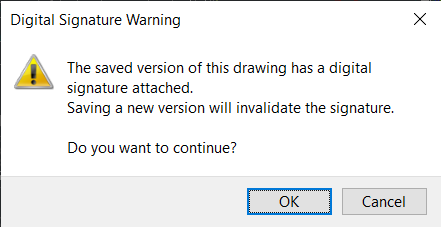 Digital Signature Warning
The saved version of this drawing has a digital
signature attached.
Saving a new version will invalidate the signature.
Do you want to continue?
OK
Cancel